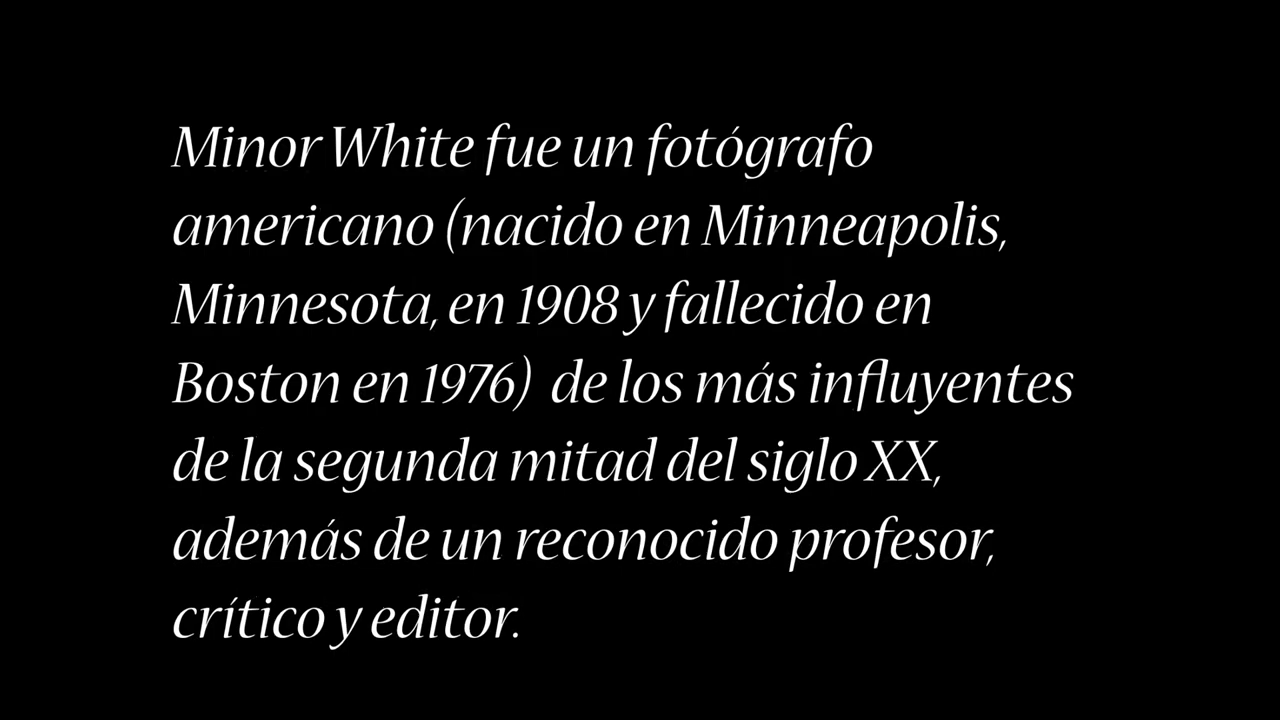 Minor White fue un fotógrafo
americano (nacido en Minneapolis,
Minnesota, en 1908 y fallecido en
Boston en 1976)  de los más influyentes
de la segunda mitad del siglo XX,
además de un reconocido profesor,
crítico y editor.